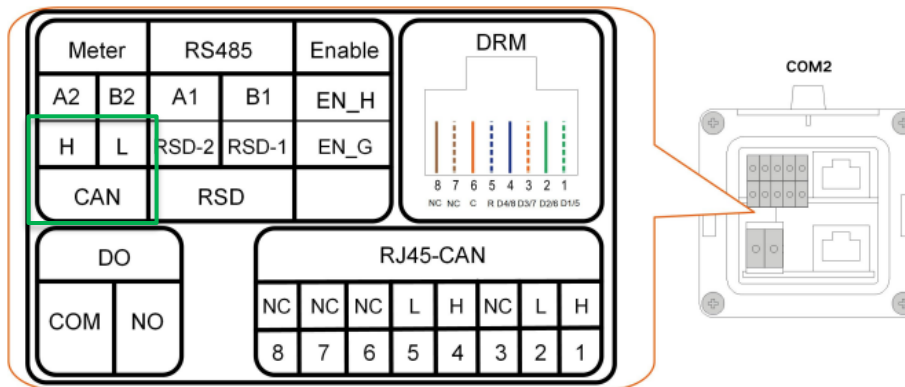 Meter RS485 Enable
A2 B2 A1 B1 EN_H
H L RSD-2 RSD-1 EN_G
CAN RSD
DRM
8 7 6 5 4 3 2 1
NC NC C R D4/8 D3/7 D2/6 D1/5
DO
COM NO
RJ45-CAN
NC NC NC L H NC L H
8 7 6 5 4 3 2 1
COM2